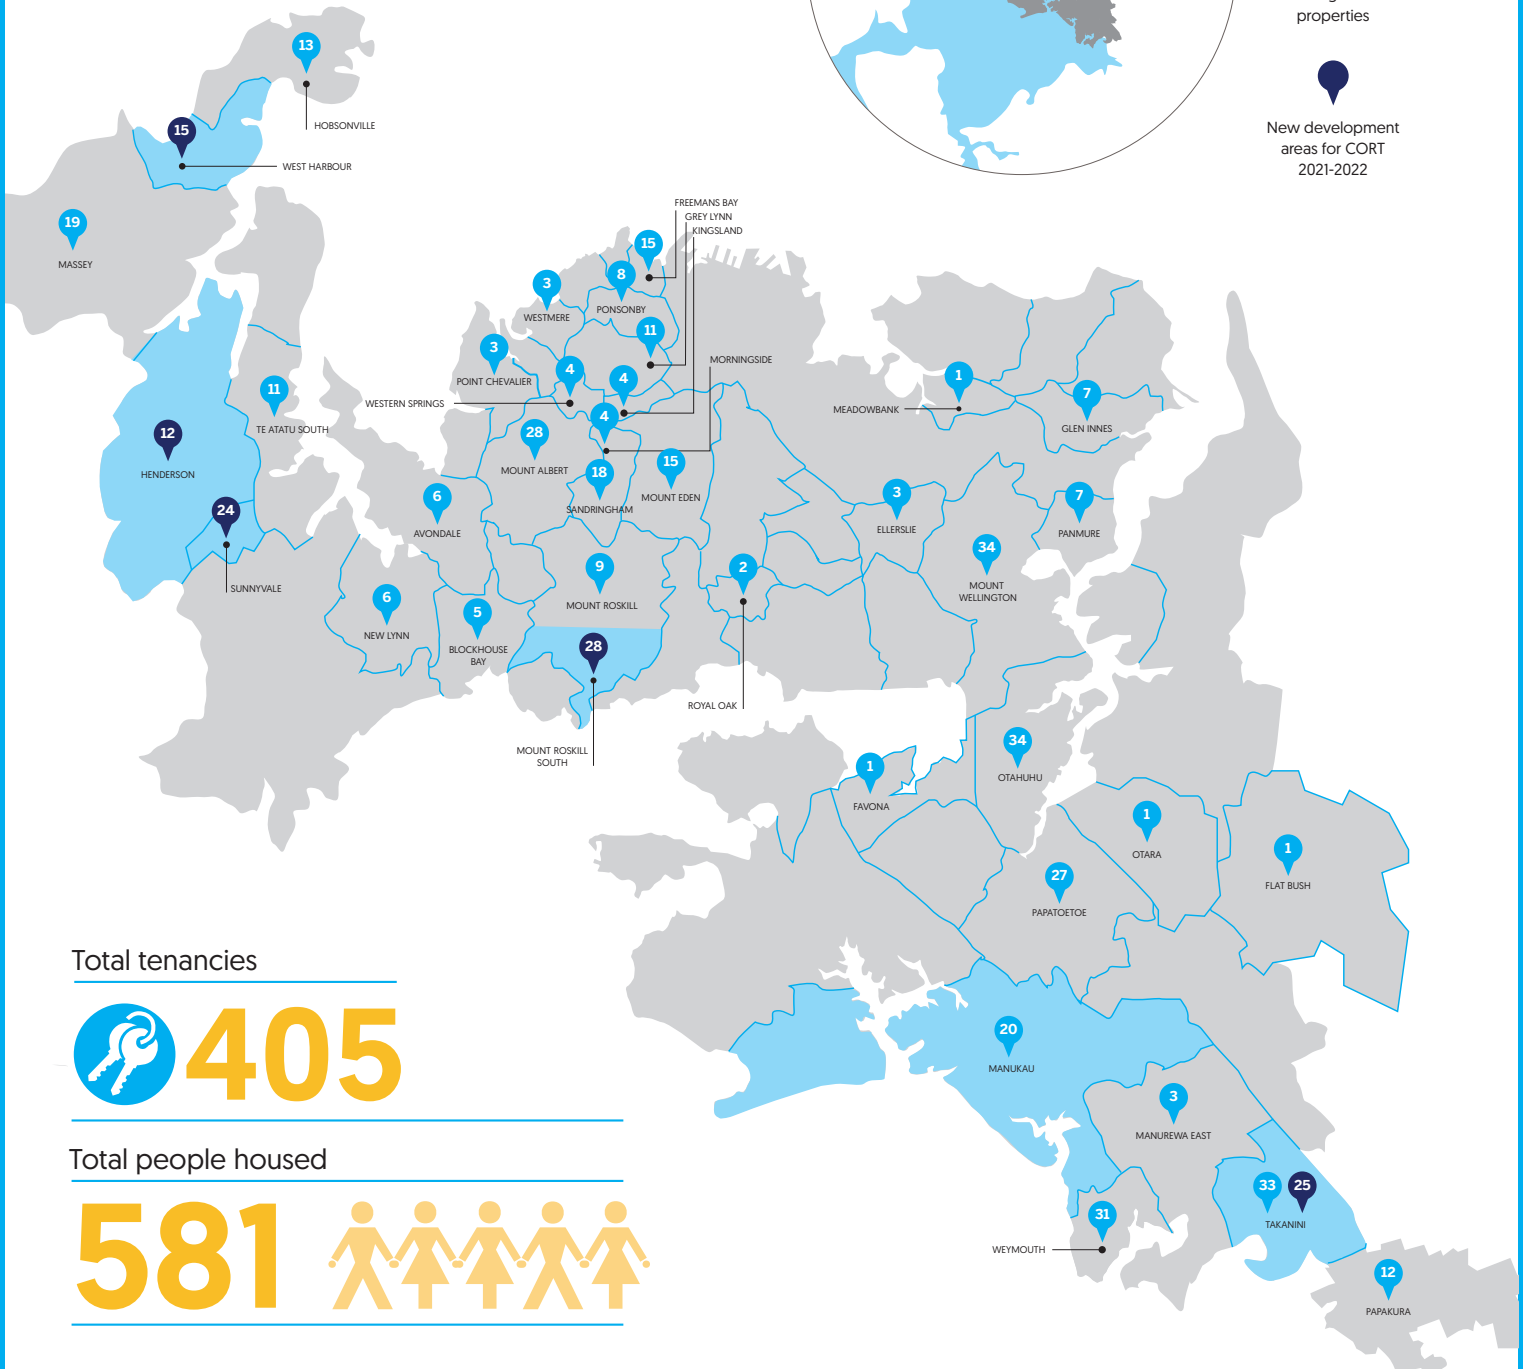 properties
New development
areas for CORT
2021-2022
13
HOBSONVILLE
15
WEST HARBOUR
19
MASSEY
FREEMANS BAY
GREY LYNN
KINGSLAND
15
8
PONSONBY
3
WESTMERE
11
3
POINT CHEVALIER
4
WESTERN SPRINGS
4
4
MORNINGSIDE
1
MEADOWBANK
7
GLEN INNES
11
TE ATATU SOUTH
12
HENDERSON
28
MOUNT ALBERT
18
SANDRINGHAM
15
MOUNT EDEN
24
SUNNYVALE
6
AVONDALE
3
ELLERSLIE
7
PANMURE
34
MOUNT
WELLINGTON
9
MOUNT ROSKILL
2
ROYAL OAK
6
NEW LYNN
5
BLOCKHOUSE
BAY
28
MOUNT ROSKILL
SOUTH
34
OTAHUHU
1
FAVONA
1
OTARA
1
FLAT BUSH
27
PAPATOETOE
Total tenancies
405
20
MANUKAU
3
MANUREWA EAST
Total people housed
581
33
25
TAKANINI
31
WEYMOUTH
12
PAPAKURA